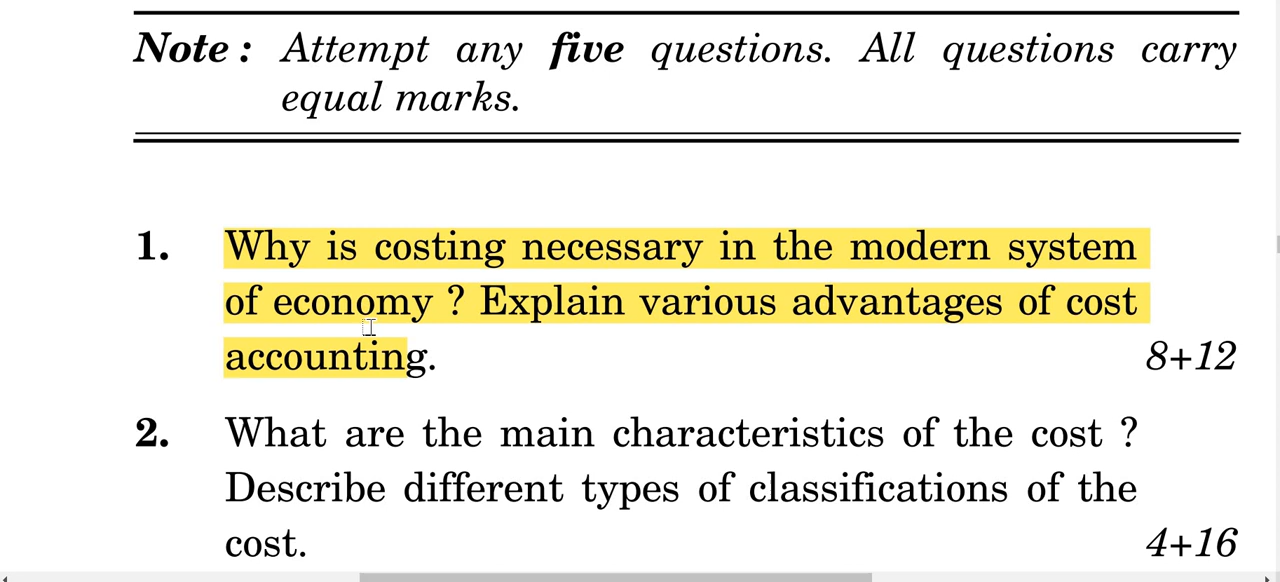 Note : Attempt any five questions. All questions carry
equal marks.
1. Why is costing necessary in the modern system
of economy ? Explain various advantages of cost
accounting. 8+12
2. What are the main characteristics of the cost ?
Describe different types of classifications of the
cost. 4+16